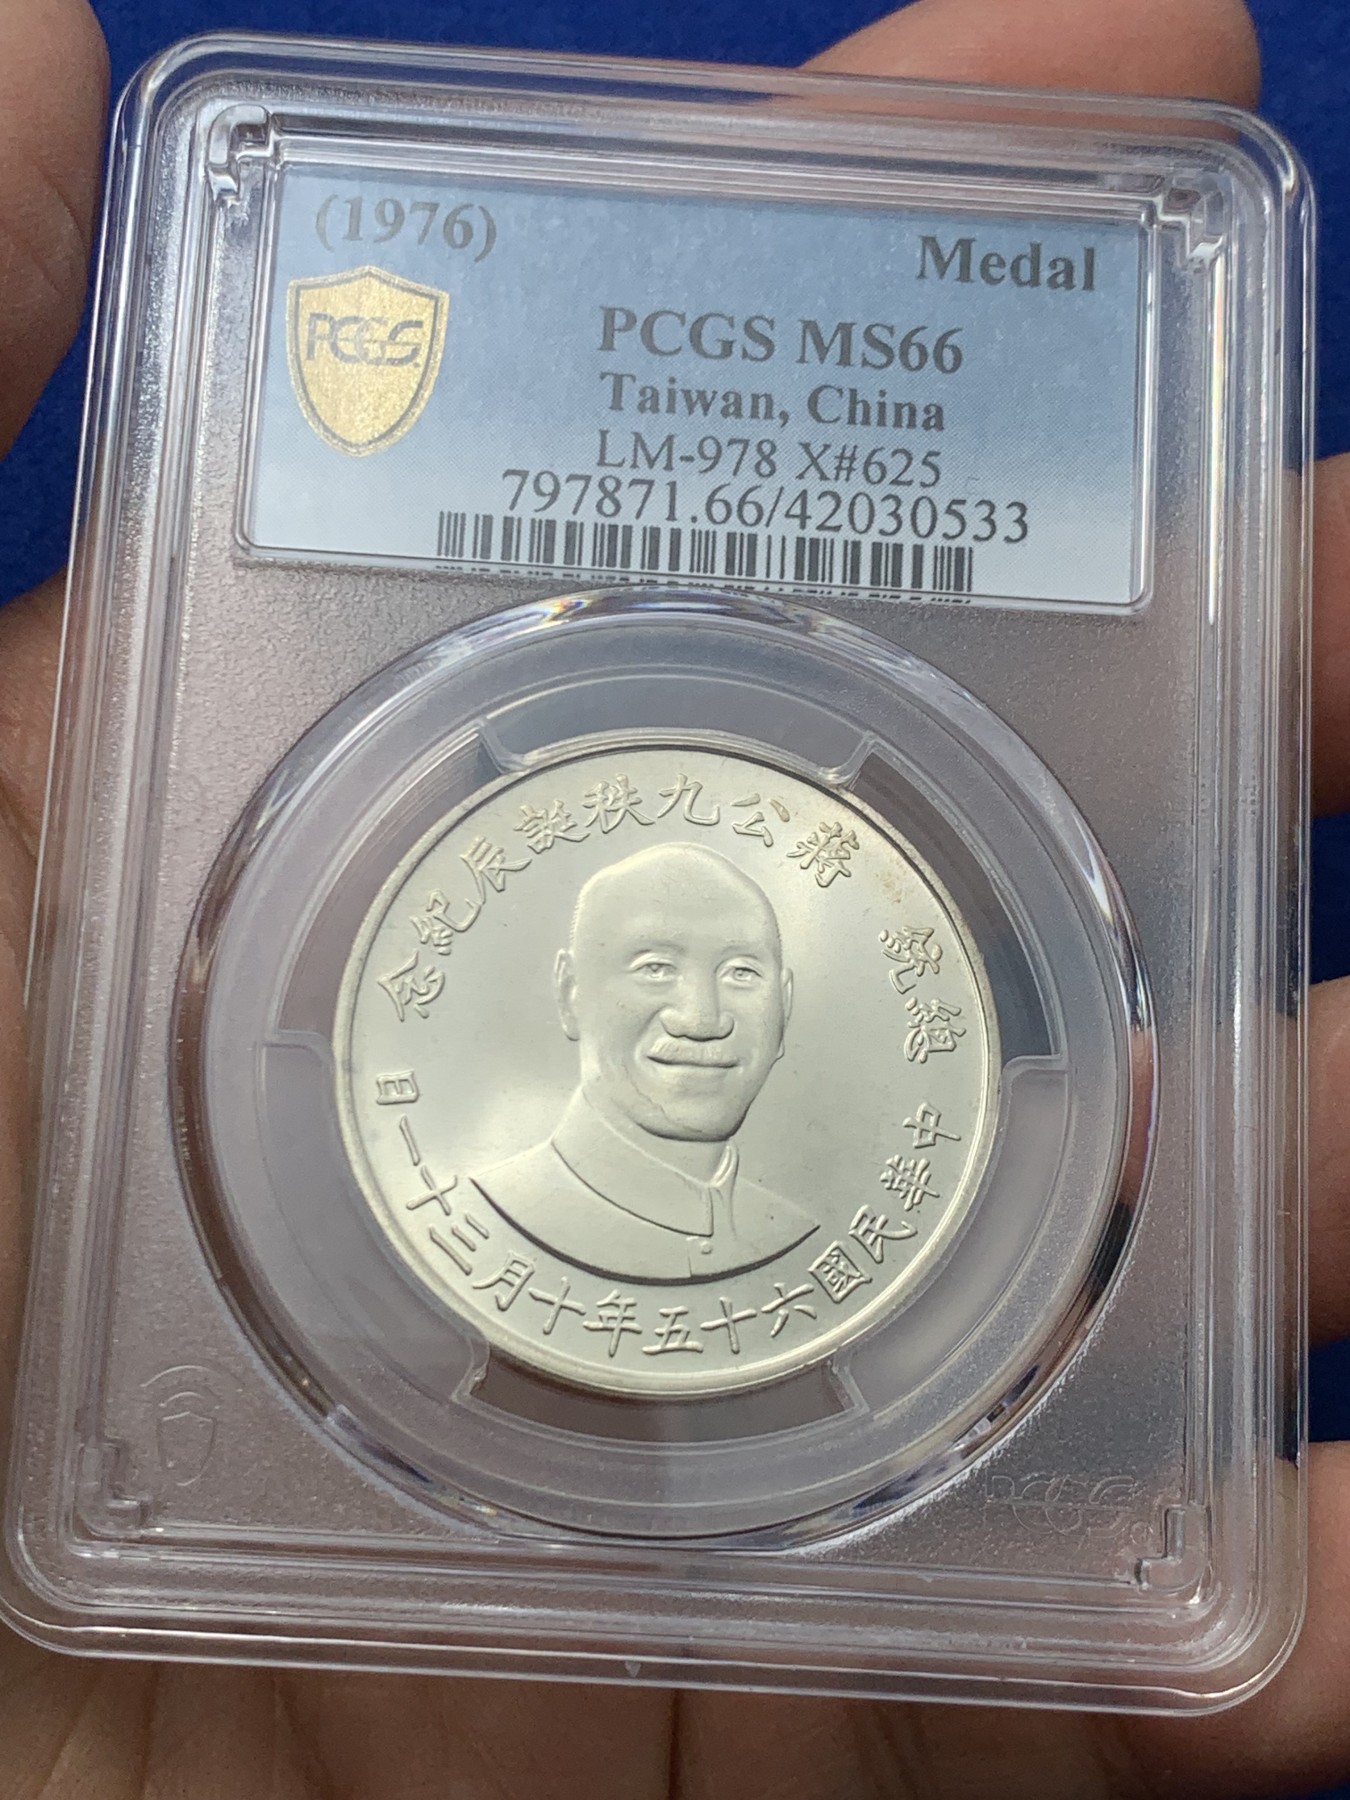 (1976)
Medal
PCGS
PCGS MS66
Taiwan, China
LM-978 X#625
797871.66/42030533
總統 蔣公九秩誕辰紀念
中華民國六十五年十月三十一日
PCGS